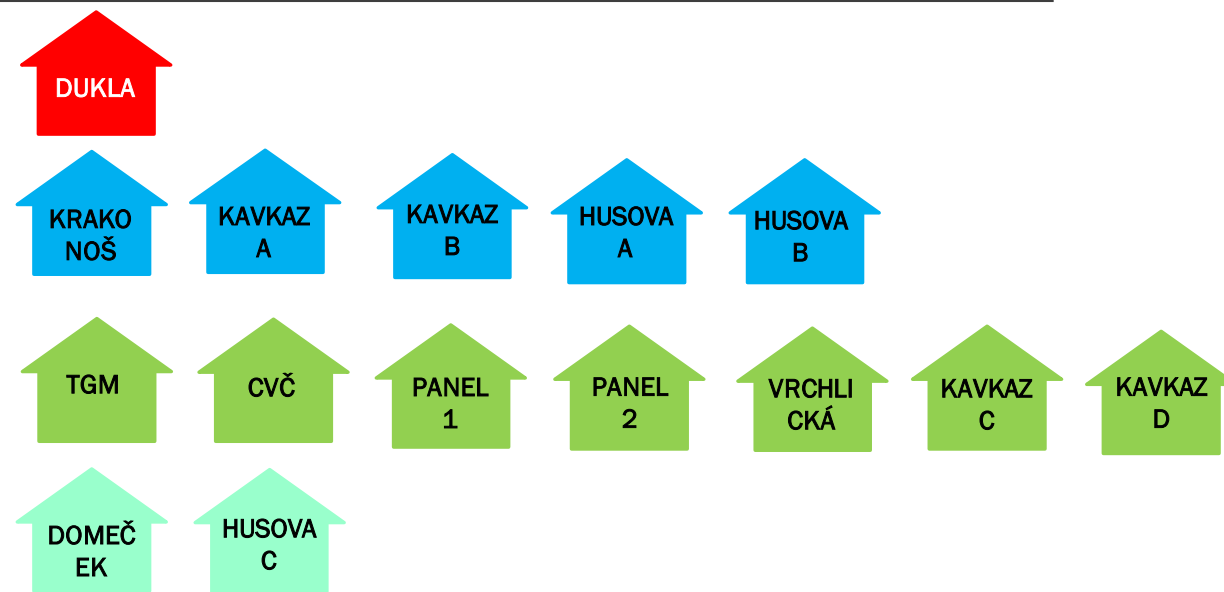 DUKLA
KRAKO
NOŠ
KAVKAZ
A
KAVKAZ
B
HUSOVA
A
HUSOVA
B
TGM
CVČ
PANEL
1
PANEL
2
VRCHLI
CKÁ
KAVKAZ
C
KAVKAZ
D
DOMEČ
EK
HUSOVA
C